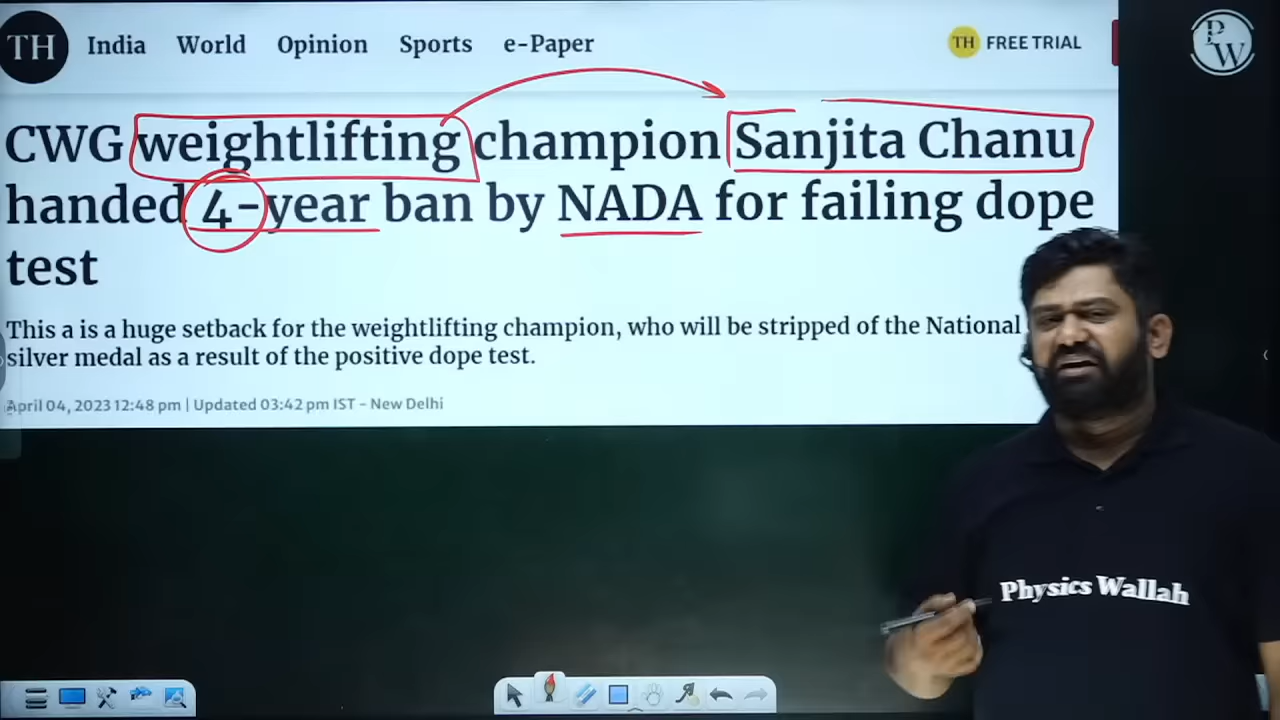 TH India World Opinion Sports e-Paper TH FREE TRIAL
PW
CWG weightlifting champion Sanjita Chanu
handed 4-year ban by NADA for failing dope
test
This a is a huge setback for the weightlifting champion, who will be stripped of the National
silver medal as a result of the positive dope test.
April 04, 2023 12:48 pm | Updated 03:42 pm IST - New Delhi
Physics Wallah